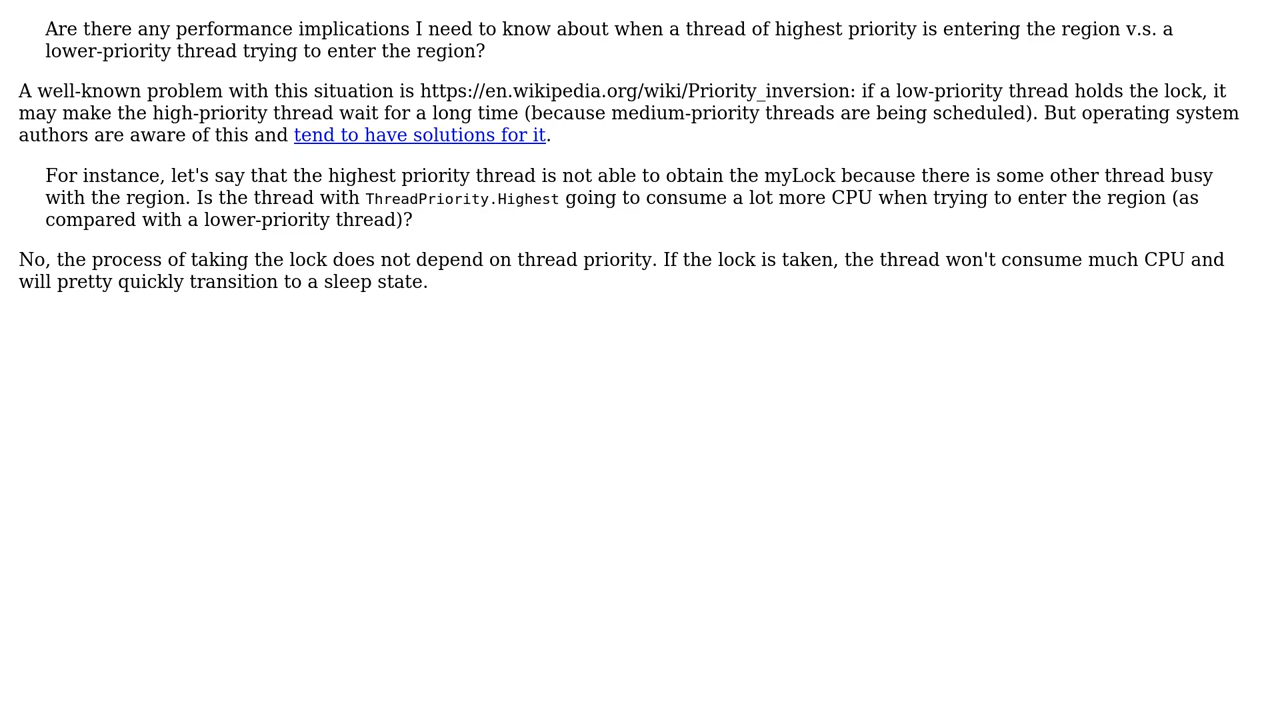 Are there any performance implications I need to know about when a thread of highest priority is entering the region v.s. a
lower-priority thread trying to enter the region?
A well-known problem with this situation is https://en.wikipedia.org/wiki/Priority_inversion: if a low-priority thread holds the lock, it
may make the high-priority thread wait for a long time (because medium-priority threads are being scheduled). But operating system
authors are aware of this and tend to have solutions for it.
For instance, let's say that the highest priority thread is not able to obtain the myLock because there is some other thread busy
with the region. Is the thread with ThreadPriority.Highest going to consume a lot more CPU when trying to enter the region (as
compared with a lower-priority thread)?
No, the process of taking the lock does not depend on thread priority. If the lock is taken, the thread won't consume much CPU and
will pretty quickly transition to a sleep state.